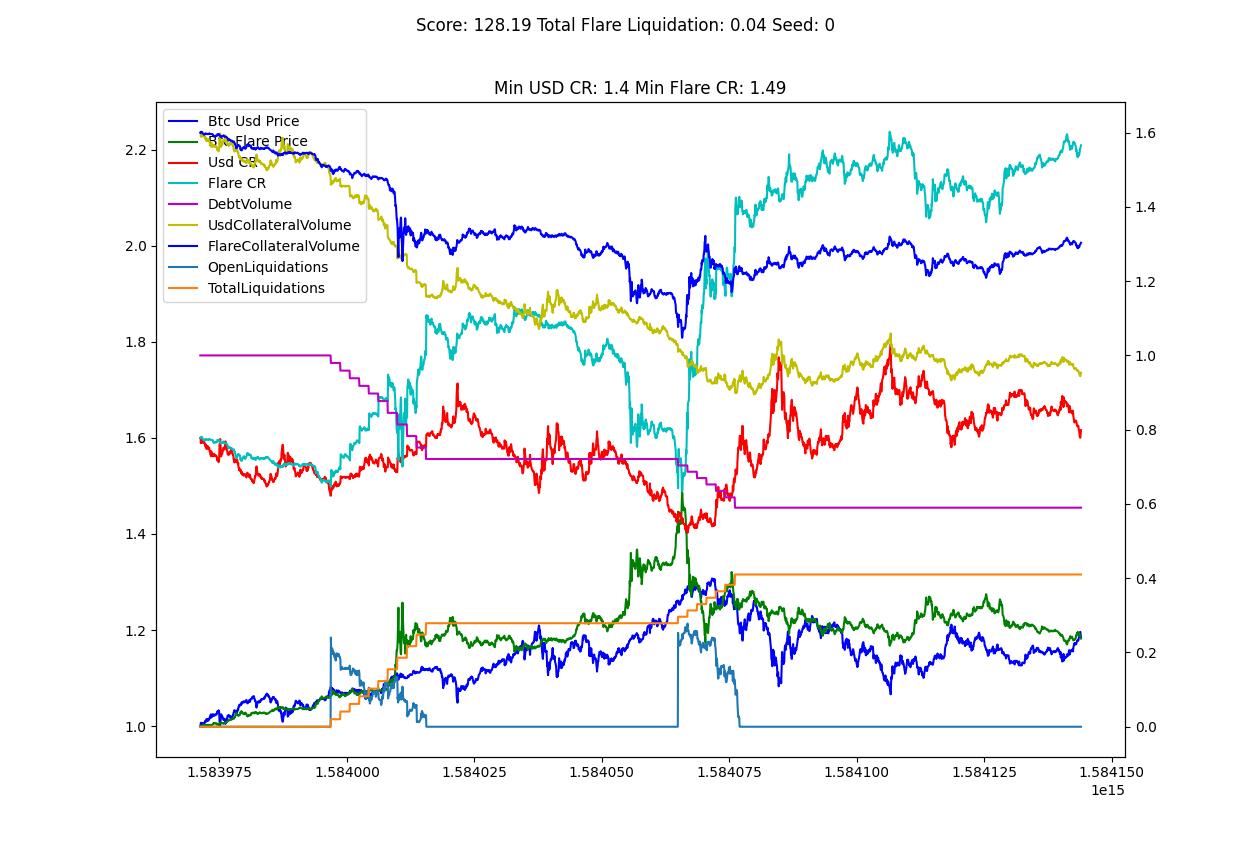 Score: 128.19 Total Flare Liquidation: 0.04 Seed: 0
Min USD CR: 1.4 Min Flare CR: 1.49
Btc Usd Price
Btc Flare Price
Usd CR
Flare CR
DebtVolume
UsdCollateralVolume
FlareCollateralVolume
OpenLiquidations
TotalLiquidations
2.2
2.0
1.8
1.6
1.4
1.2
1.0
1.6
1.4
1.2
1.0
0.8
0.6
0.4
0.2
0.0
1.583975 1.584000 1.584025 1.584050 1.584075 1.584100 1.584125 1.584150
1e15